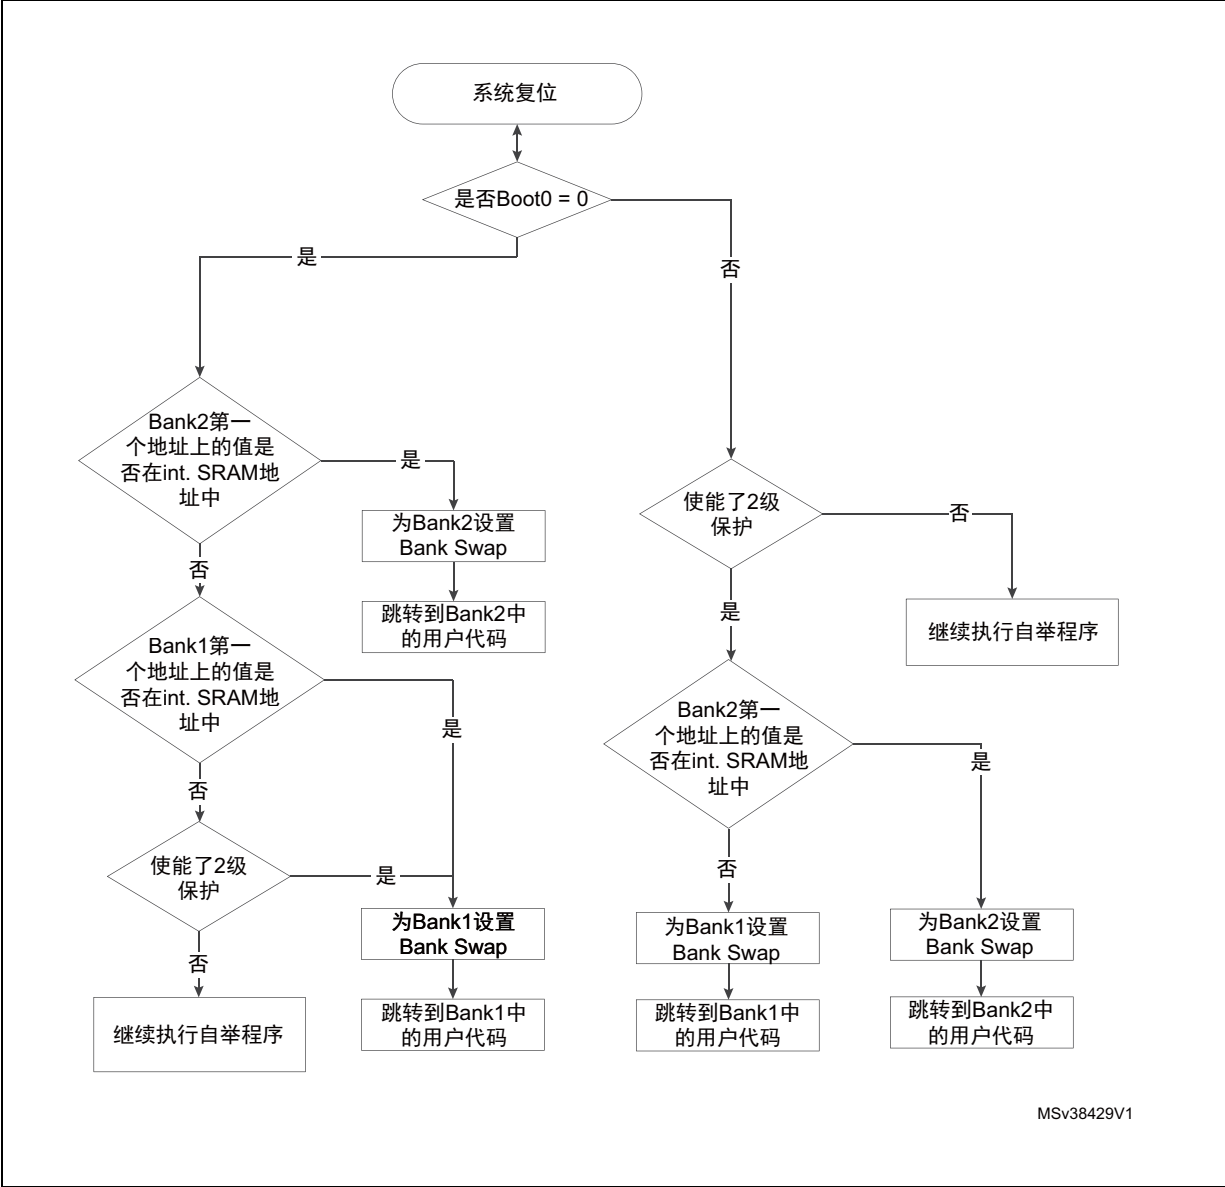 系统复位
是否Boot0 = 0
是
否
Bank2第一
个地址上的值是
否在int. SRAM地
址中
是
为Bank2设置
Bank Swap
跳转到Bank2中
的用户代码
否
Bank1第一
个地址上的值是
否在int. SRAM地
址中
是
否
使能了2级
保护
是
为Bank1设置
Bank Swap
跳转到Bank1中
的用户代码
否
继续执行自举程序
使能了2级
保护
否
继续执行自举程序
是
Bank2第一
个地址上的值是
否在int. SRAM地
址中
是
否
为Bank1设置
Bank Swap
跳转到Bank1中
的用户代码
为Bank2设置
Bank Swap
跳转到Bank2中
的用户代码
MSv38429V1